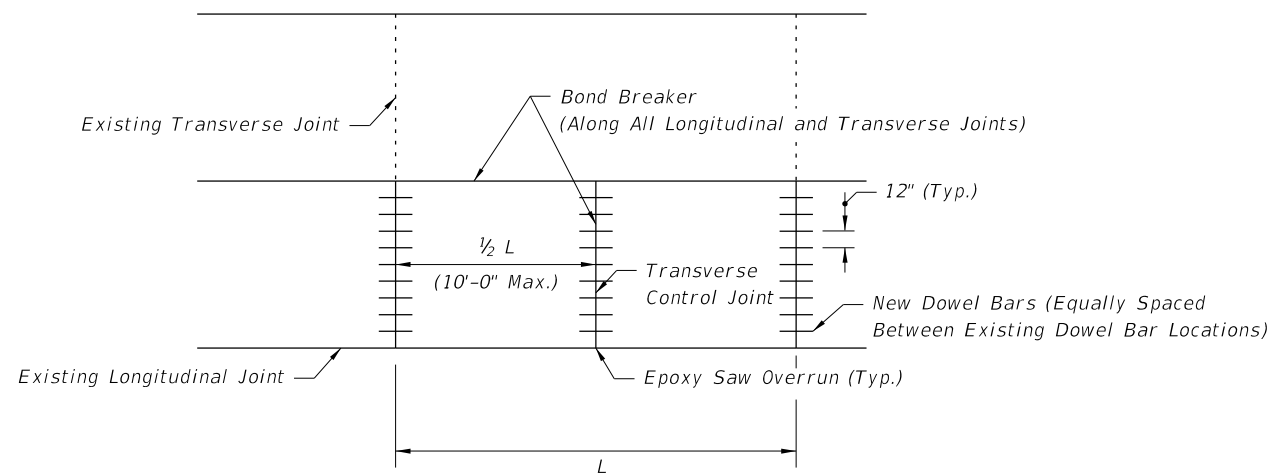 Bond Breaker
(Along All Longitudinal and Transverse Joints)
Existing Transverse Joint
12" (Typ.)
½ L
(10'-0" Max.)
Transverse
Control Joint
New Dowel Bars (Equally Spaced
Between Existing Dowel Bar Locations)
Existing Longitudinal Joint
Epoxy Saw Overrun (Typ.)
L